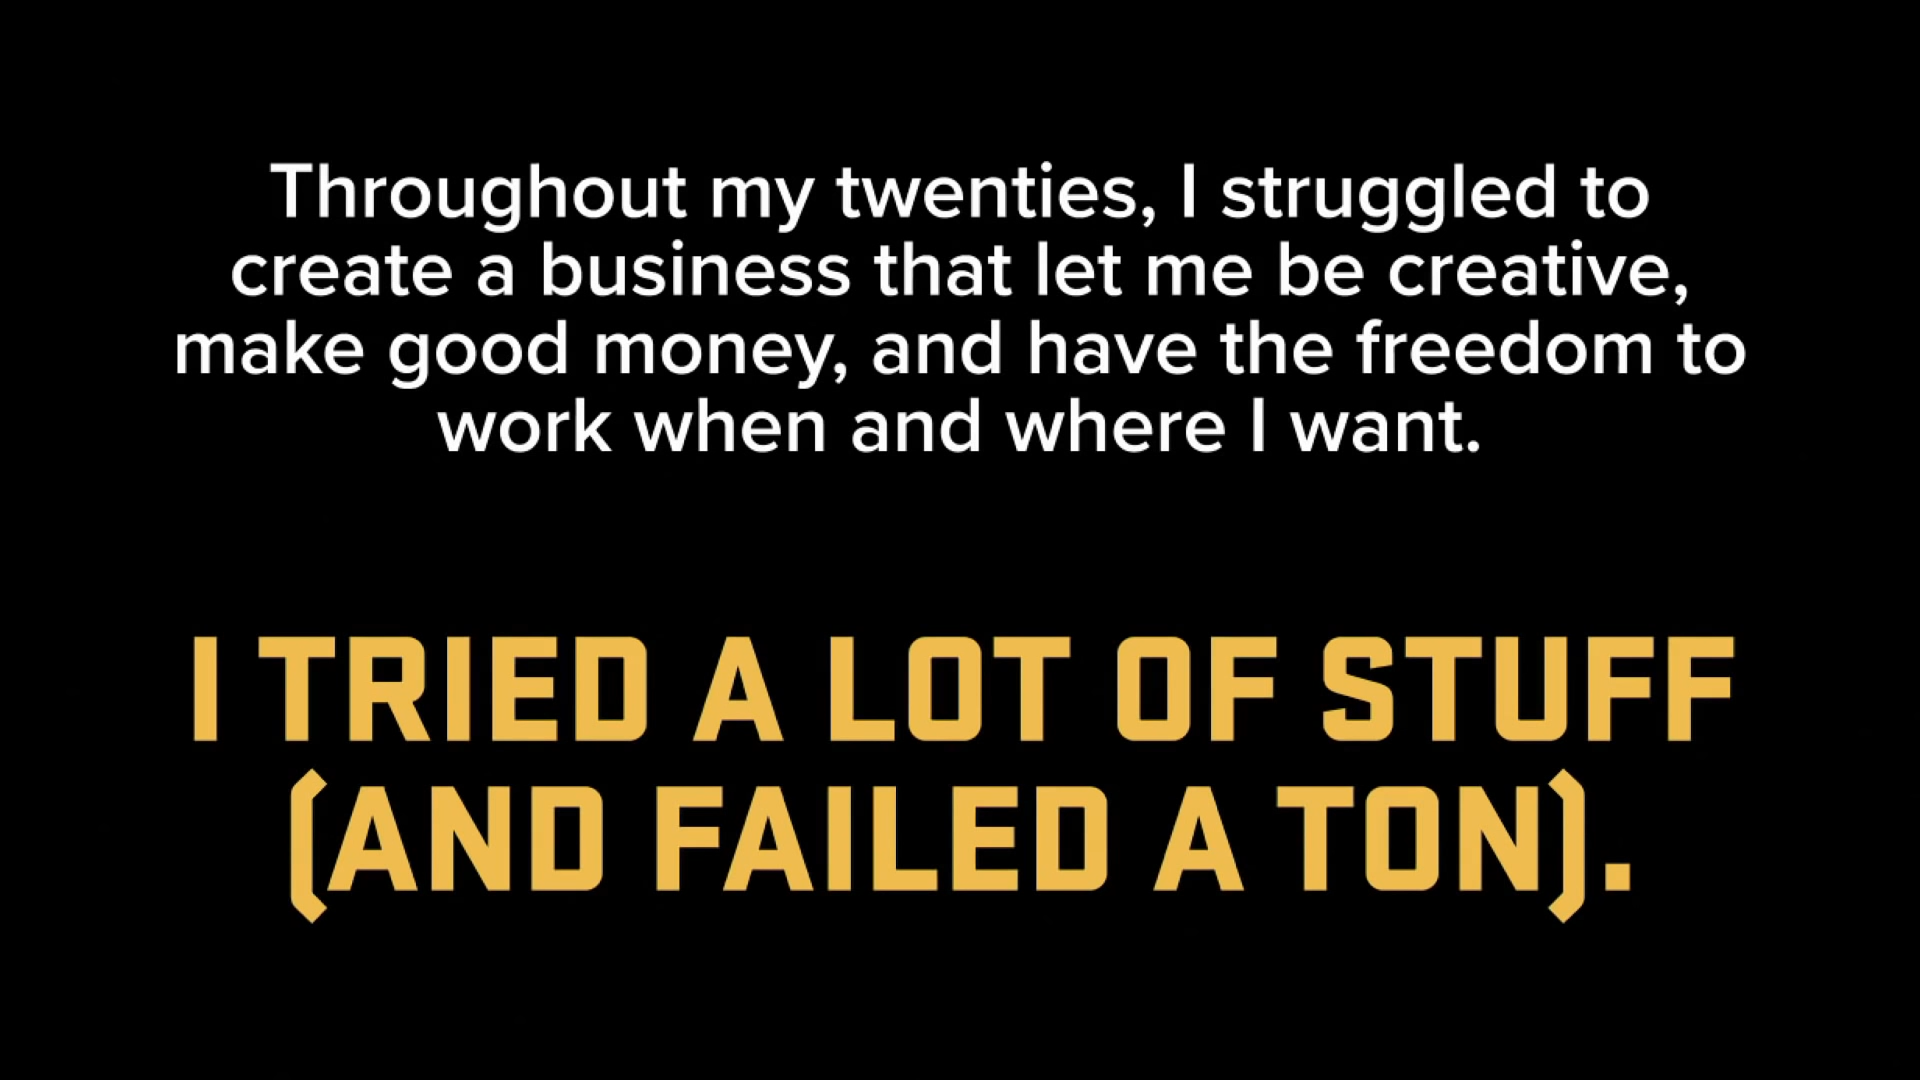 Throughout my twenties, I struggled to
create a business that let me be creative,
make good money, and have the freedom to
work when and where I want.
I TRIED A LOT OF STUFF
(AND FAILED A TON).